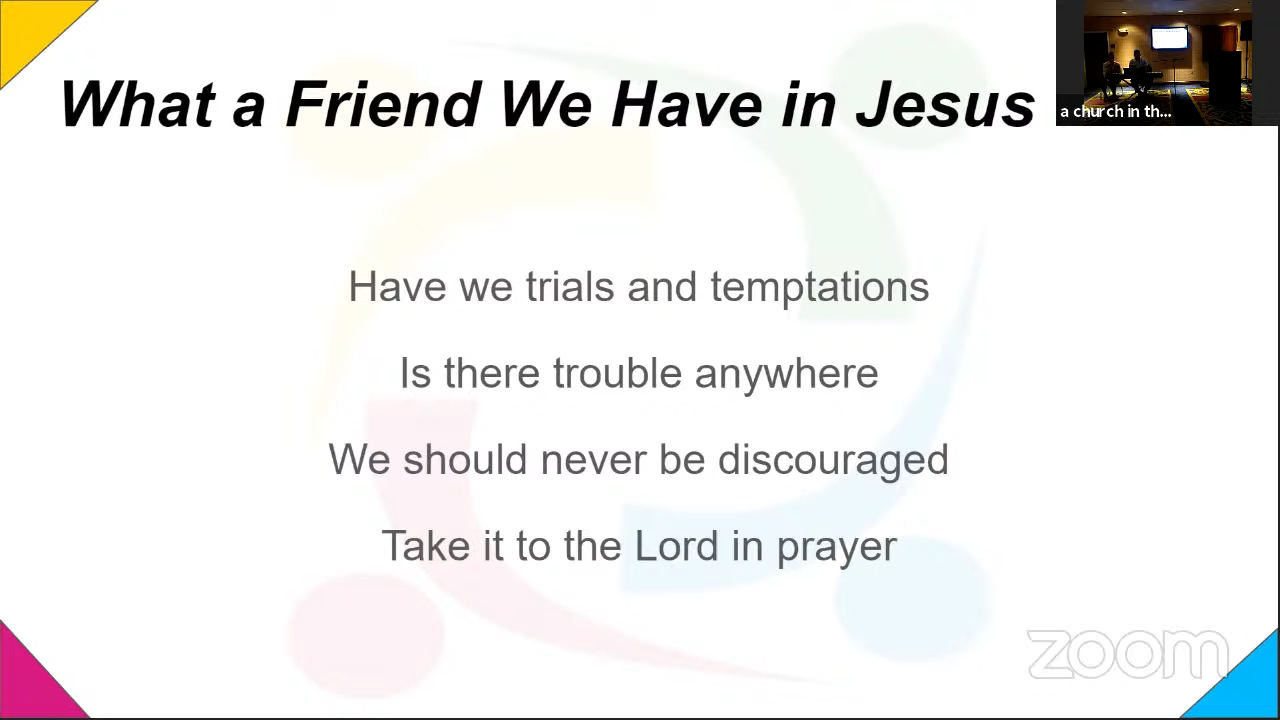 What a Friend We Have in Jesus
a church in th...
Have we trials and temptations
Is there trouble anywhere
We should never be discouraged
Take it to the Lord in prayer
zoom